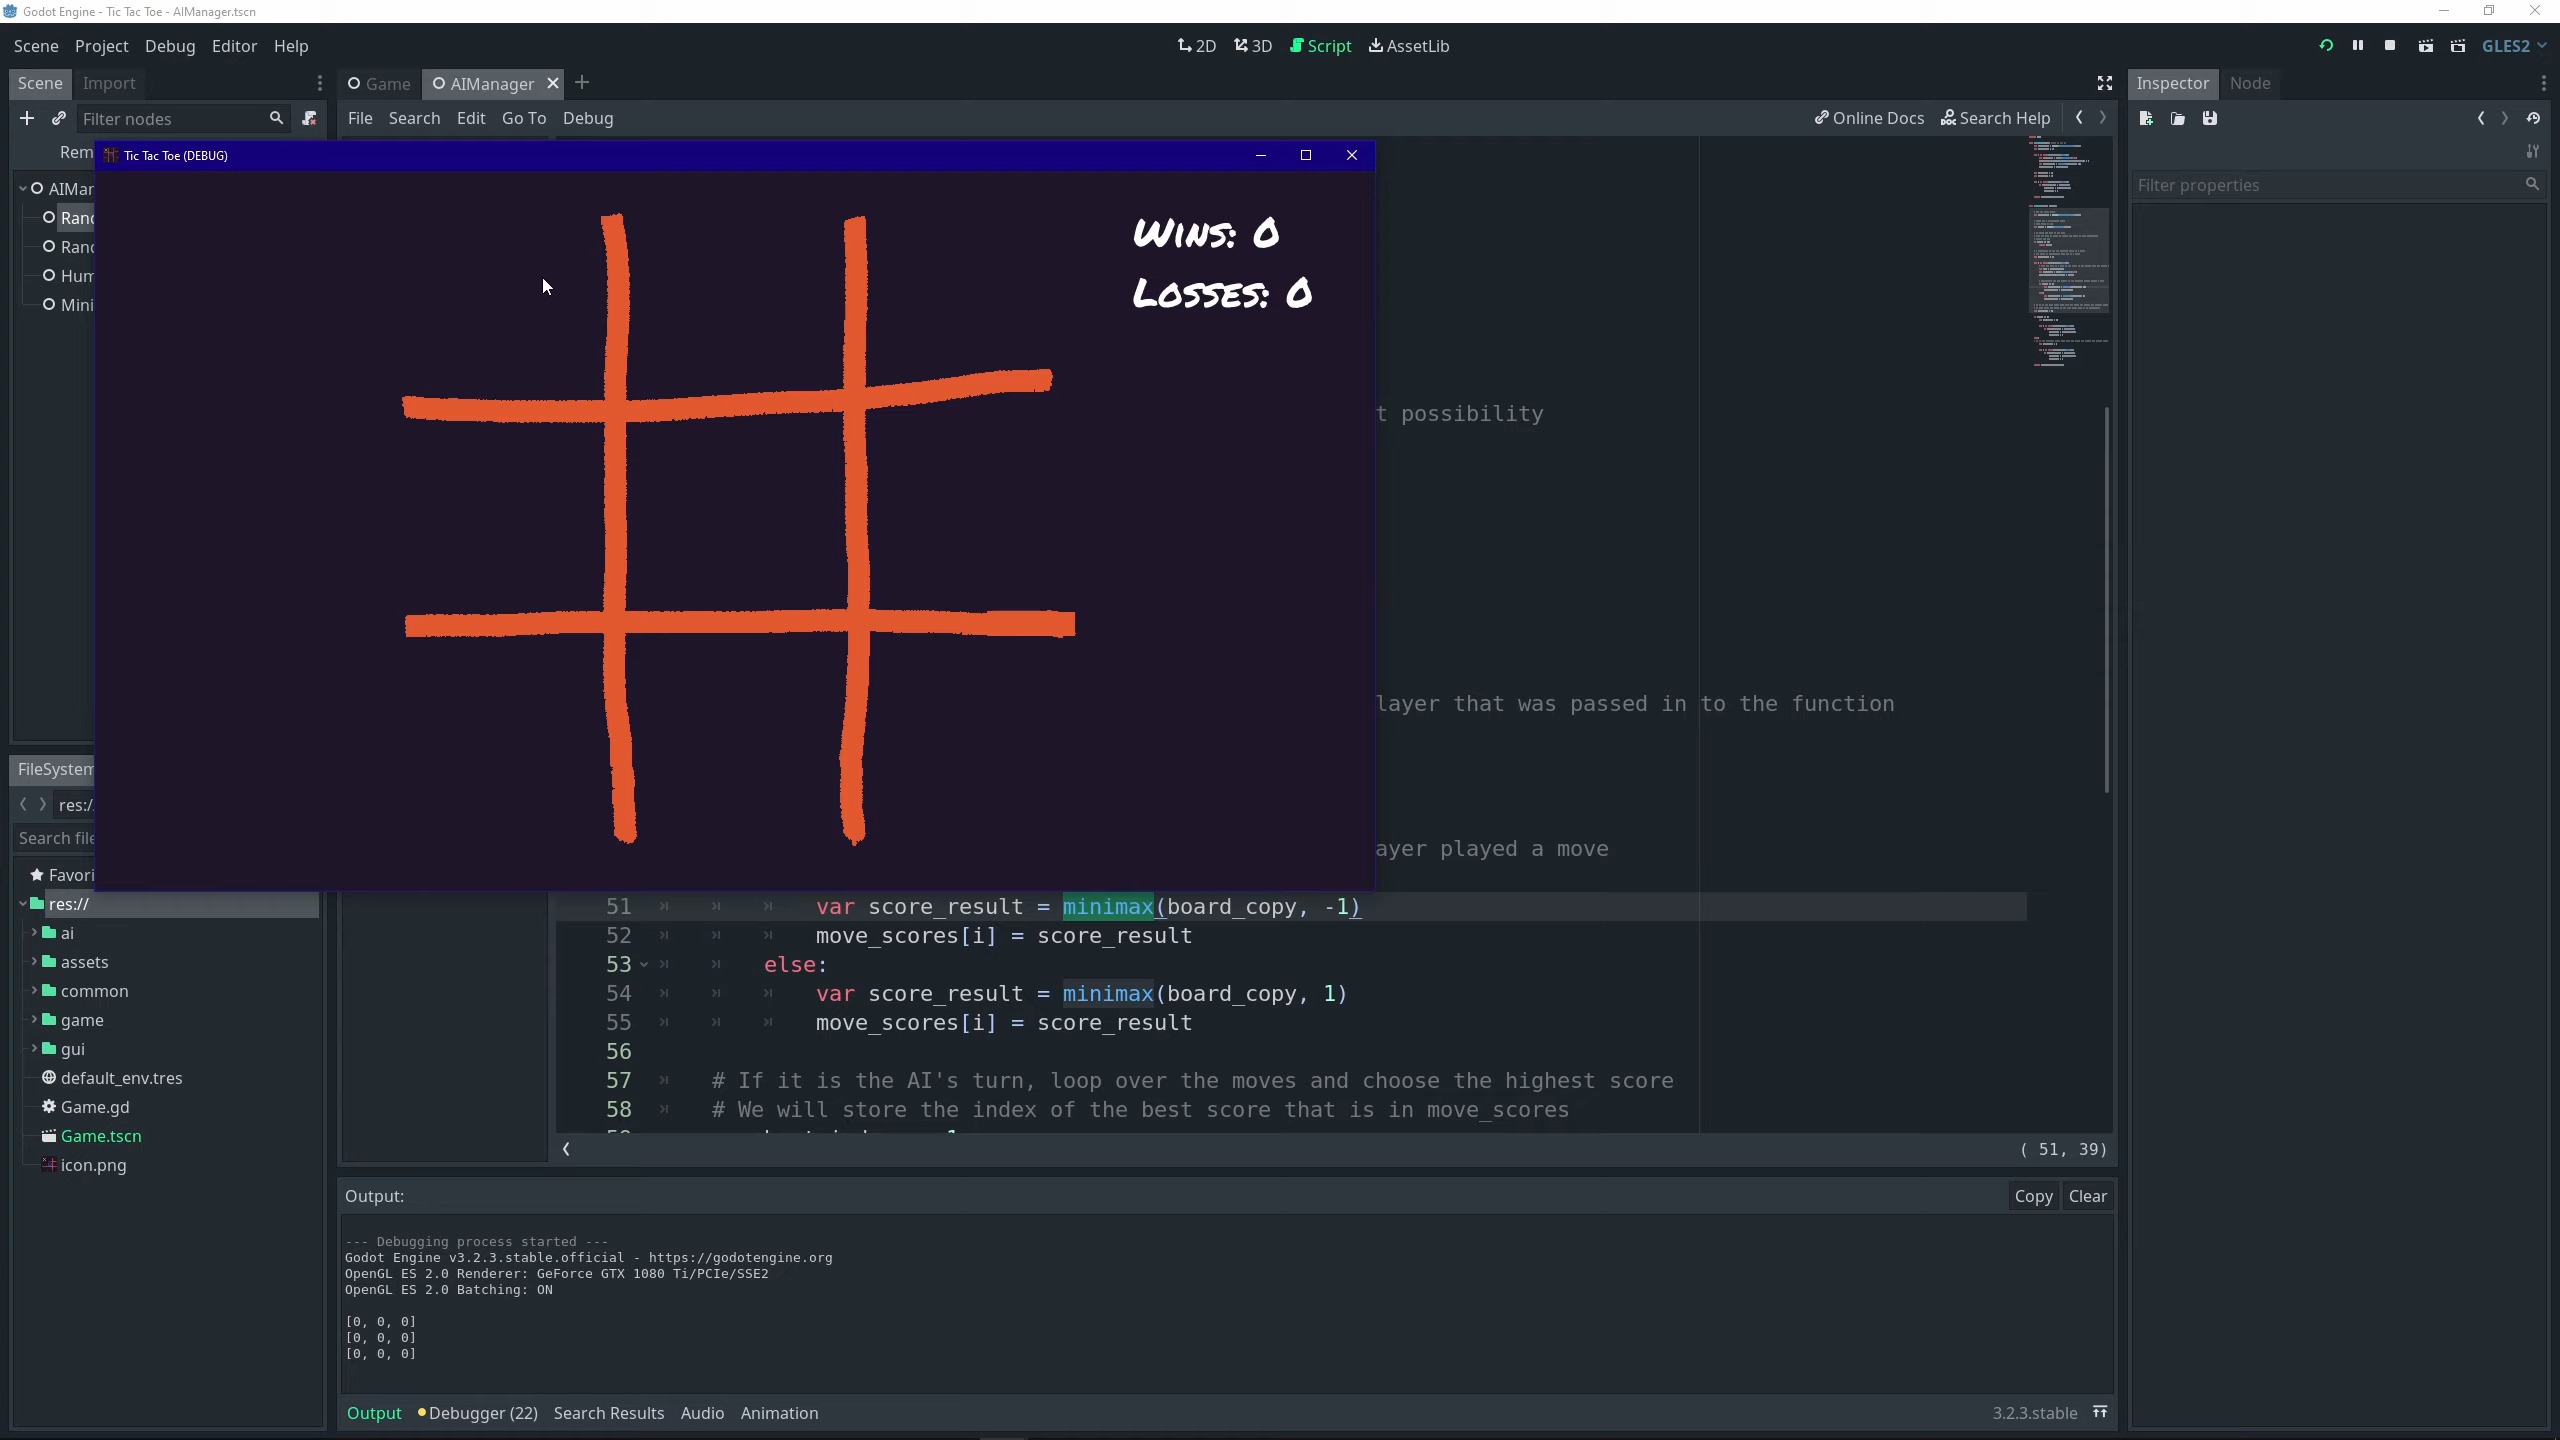 Godot Engine - Tic Tac Toe - AIManager.tscn
Scene Project Debug Editor Help
2D 3D Script AssetLib
GLES2
Scene Import
Game AIManager
Inspector Node
Filter nodes
File Search Edit Go To Debug
Online Docs Search Help
Rem
Tic Tac Toe (DEBUG)
Filter properties
AIMar
Rand
Rand
Hum
Mini
Wins: 0
Losses: 0
t possibility
layer that was passed in to the function
ayer played a move
FileSystem
res:/
Search file
Favori
res://
ai
assets
common
game
gui
default_env.tres
Game.gd
Game.tscn
icon.png
51 var score_result = minimax(board_copy, -1)
52 move_scores[i] = score_result
53 else:
54 var score_result = minimax(board_copy, 1)
55 move_scores[i] = score_result
56
57 # If it is the AI's turn, loop over the moves and choose the highest score
58 # We will store the index of the best score that is in move_scores
( 51, 39)
Output:
Copy Clear
--- Debugging process started ---
Godot Engine v3.2.3.stable.official - https://godotengine.org
OpenGL ES 2.0 Renderer: GeForce GTX 1080 Ti/PCIe/SSE2
OpenGL ES 2.0 Batching: ON
[0, 0, 0]
[0, 0, 0]
[0, 0, 0]
Output Debugger (22) Search Results Audio Animation
3.2.3.stable